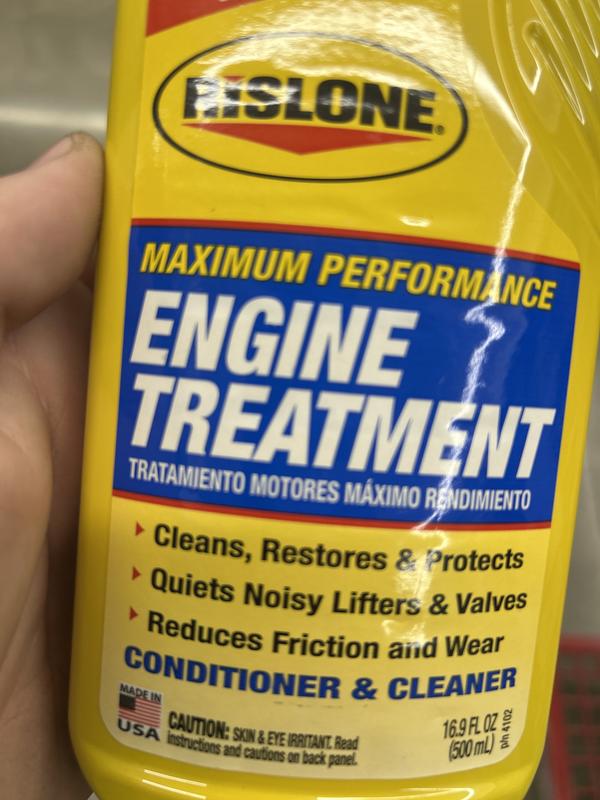 RISLONE®
MAXIMUM PERFORMANCE
ENGINE
TREATMENT
TRATAMIENTO MOTORES MÁXIMO RENDIMIENTO
Cleans, Restores & Protects
Quiets Noisy Lifters & Valves
Reduces Friction and Wear
CONDITIONER & CLEANER
MADE IN
USA
CAUTION: SKIN & EYE IRRITANT. Read
instructions and cautions on back panel.
16.9 FL OZ
(500 mL)
p/n 4102